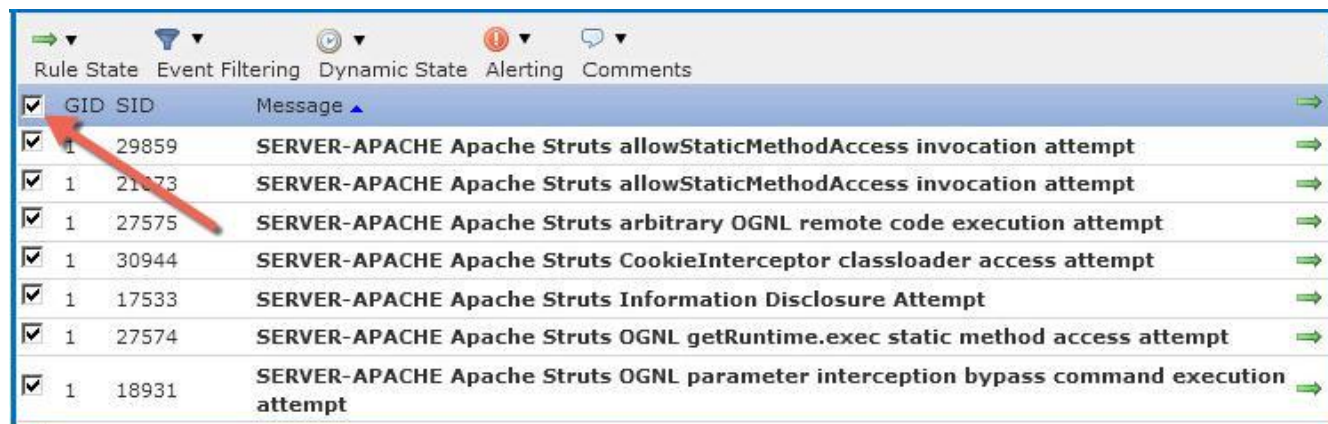 Rule State Event Filtering Dynamic State Alerting Comments
GID SID Message
1 29859 SERVER-APACHE Apache Struts allowStaticMethodAccess invocation attempt
1 21073 SERVER-APACHE Apache Struts allowStaticMethodAccess invocation attempt
1 27575 SERVER-APACHE Apache Struts arbitrary OGNL remote code execution attempt
1 30944 SERVER-APACHE Apache Struts CookieInterceptor classloader access attempt
1 17533 SERVER-APACHE Apache Struts Information Disclosure Attempt
1 27574 SERVER-APACHE Apache Struts OGNL getRuntime.exec static method access attempt
1 18931 SERVER-APACHE Apache Struts OGNL parameter interception bypass command execution
attempt